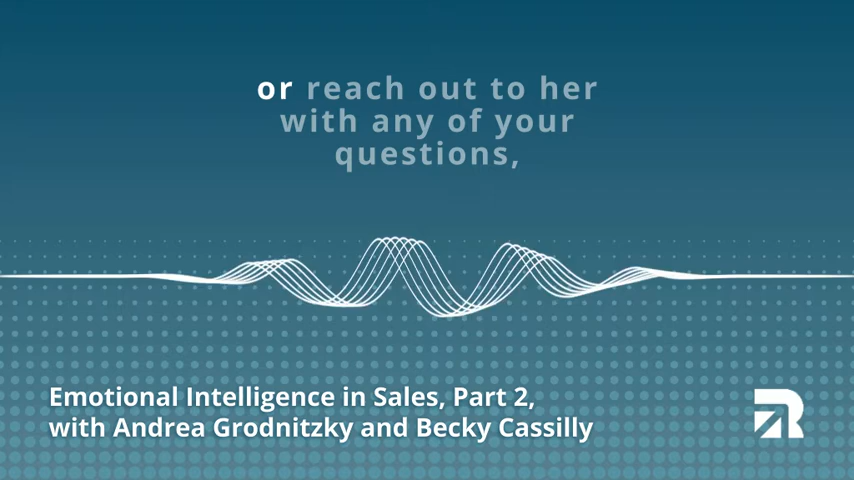 or reach out to her
with any of your
questions,
Emotional Intelligence in Sales, Part 2,
with Andrea Grodnitzky and Becky Cassilly